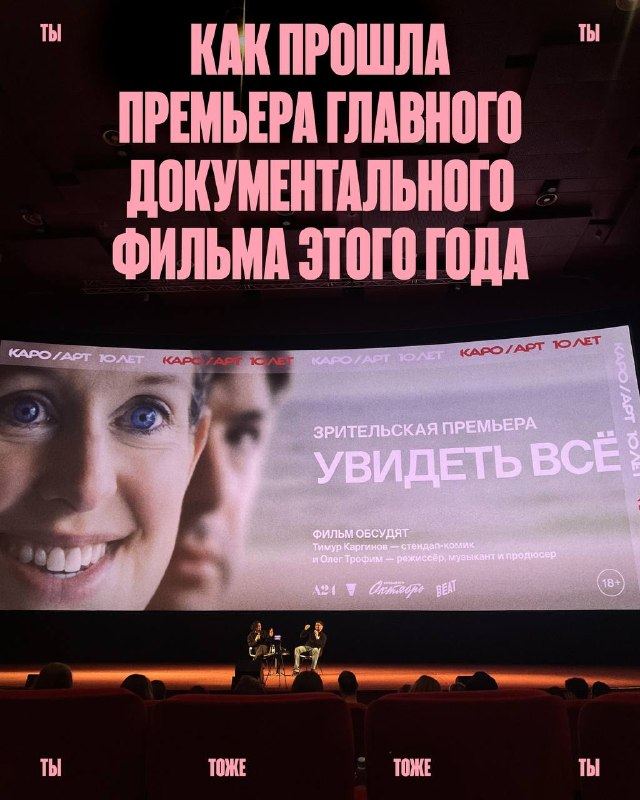 ТЫ
ТЫ
КАК ПРОШЛА
ПРЕМЬЕРА ГЛАВНОГО
ДОКУМЕНТАЛЬНОГО
ФИЛЬМА ЭТОГО ГОДА
КАРО/АРТ 10 ЛЕТ КАРО/АРТ 10 ЛЕТ КАРО/АРТ 10 ЛЕТ КАРО/АРТ 10 ЛЕТ
КАРО/АРТ 10 ЛЕ
ЗРИТЕЛЬСКАЯ ПРЕМЬЕРА
УВИДЕТЬ ВСЁ
ФИЛЬМ ОБСУДЯТ
Тимур Каргинов — стендап-комик
и Олег Трофим — режиссёр, музыкант и продюсер
A24 Октябрь BEAT
18+
ТЫ ТОЖЕ ТОЖЕ ТЫ